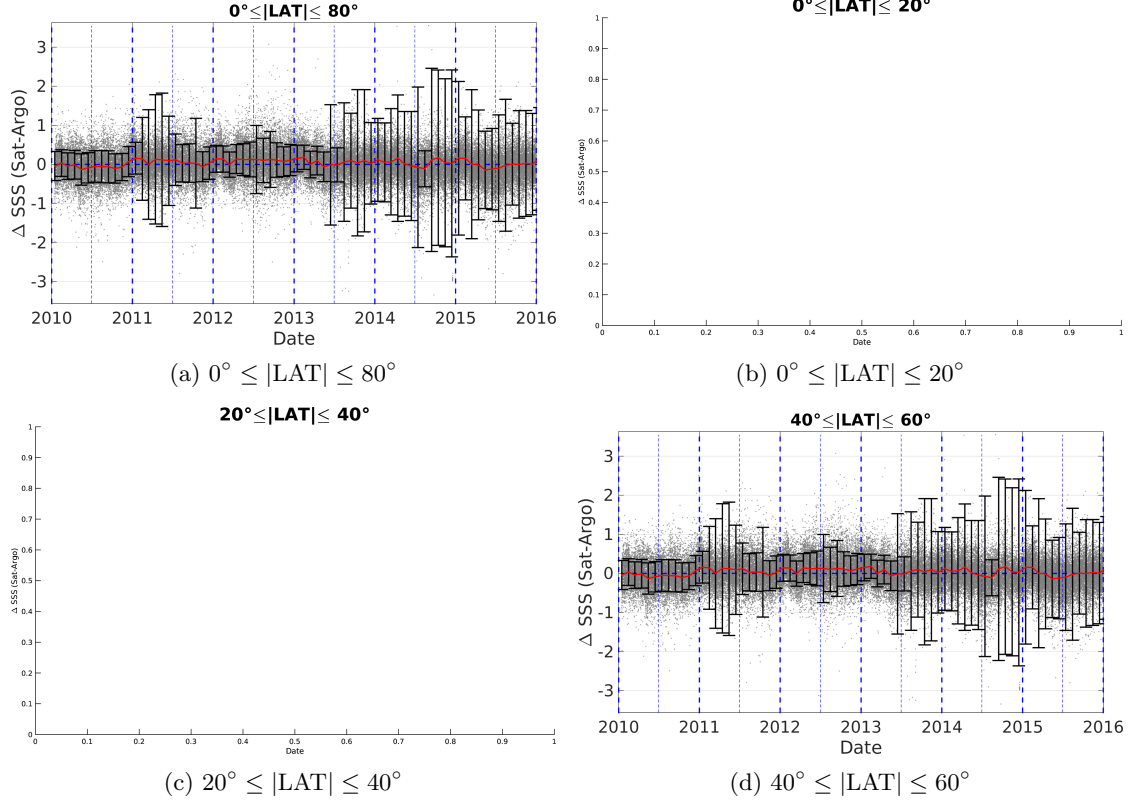 0°≤|LAT|≤ 80°
3
2
1
0
-1
-2
-3
Δ SSS (Sat-Argo)
2010 2011 2012 2013 2014 2015 2016
Date
(a) 0° ≤ |LAT| ≤ 80°
0°≤|LAT|≤ 20°
1
0.9
0.8
0.7
0.6
0.5
0.4
0.3
0.2
0.1
0
Δ SSS (Sat-Argo)
0 0.1 0.2 0.3 0.4 0.5 0.6 0.7 0.8 0.9 1
Date
(b) 0° ≤ |LAT| ≤ 20°
20°≤|LAT|≤ 40°
1
0.9
0.8
0.7
0.6
0.5
0.4
0.3
0.2
0.1
0
Δ SSS (Sat-Argo)
0 0.1 0.2 0.3 0.4 0.5 0.6 0.7 0.8 0.9 1
Date
(c) 20° ≤ |LAT| ≤ 40°
40°≤|LAT|≤ 60°
3
2
1
0
-1
-2
-3
Δ SSS (Sat-Argo)
2010 2011 2012 2013 2014 2015 2016
Date
(d) 40° ≤ |LAT| ≤ 60°